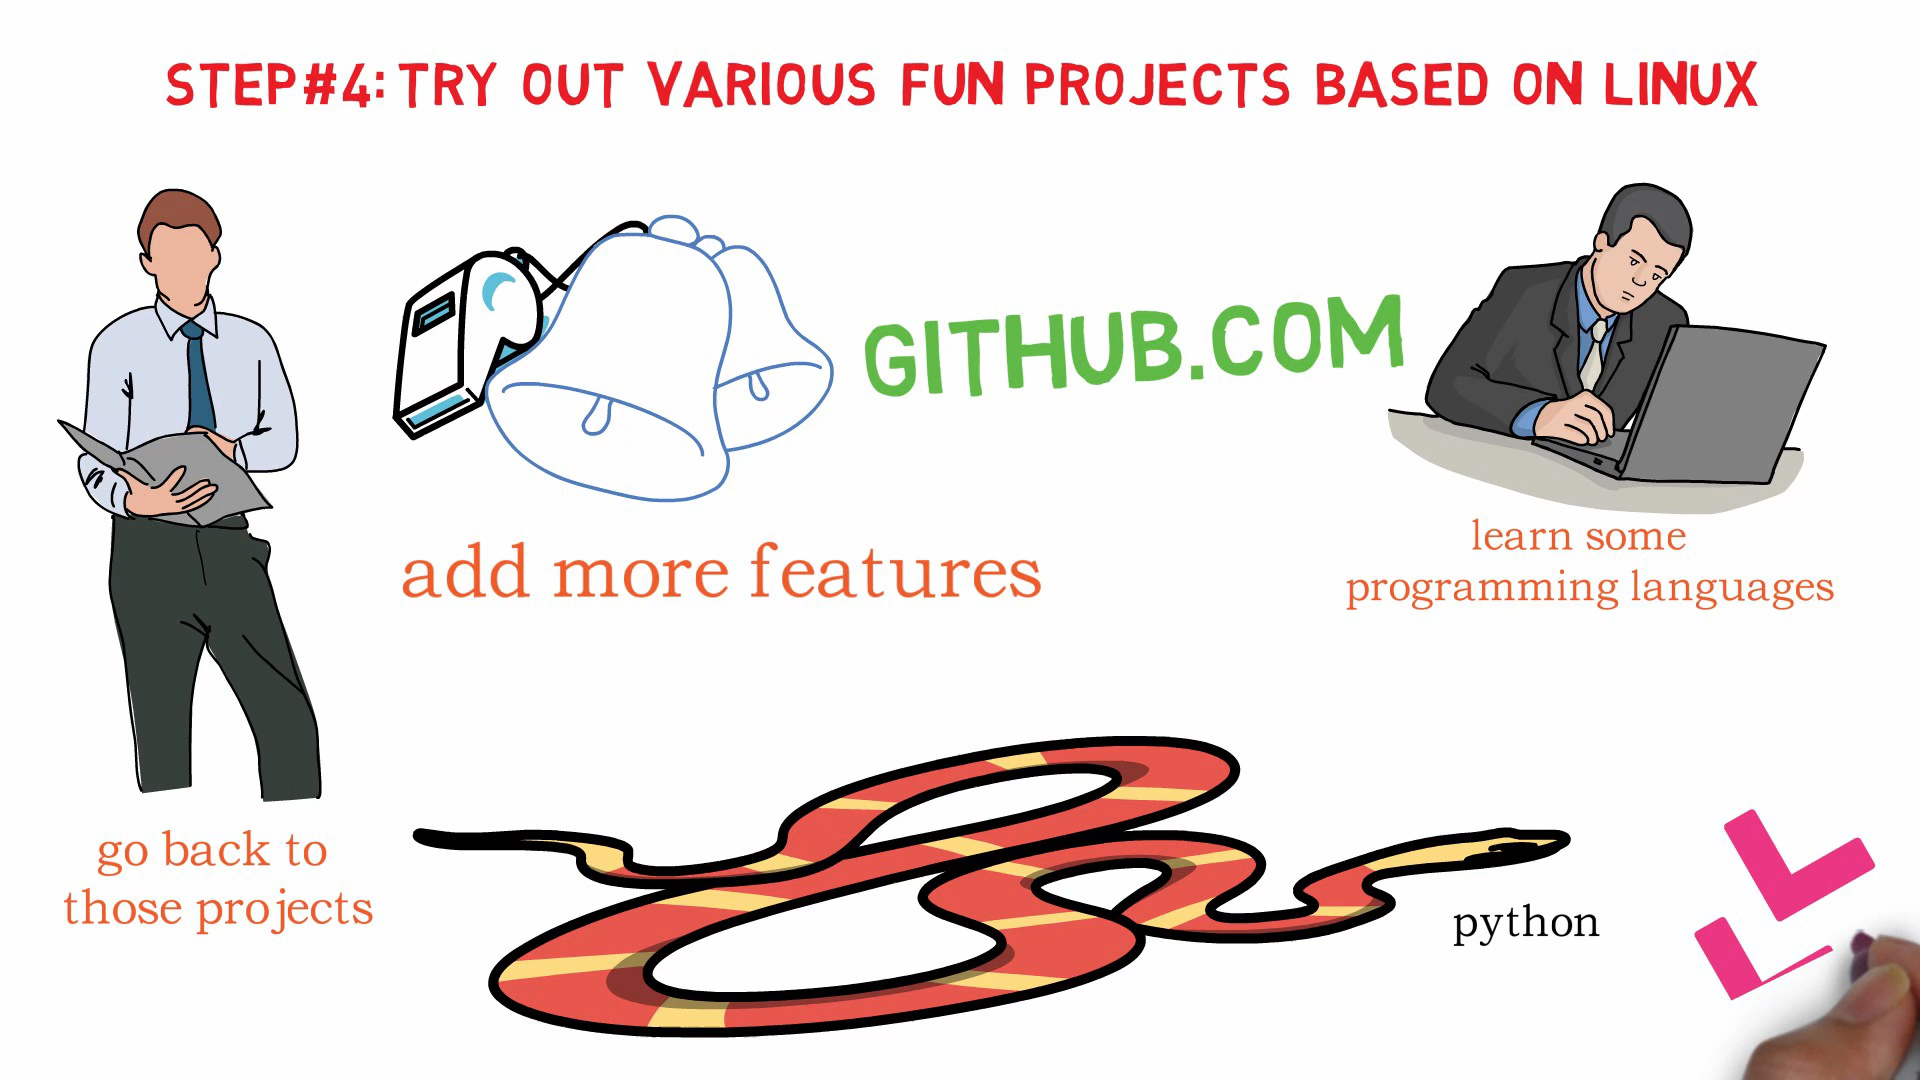 STEP#4: TRY OUT VARIOUS FUN PROJECTS BASED ON LINUX
GITHUB.COM
add more features
learn some
programming languages
go back to
those projects
python